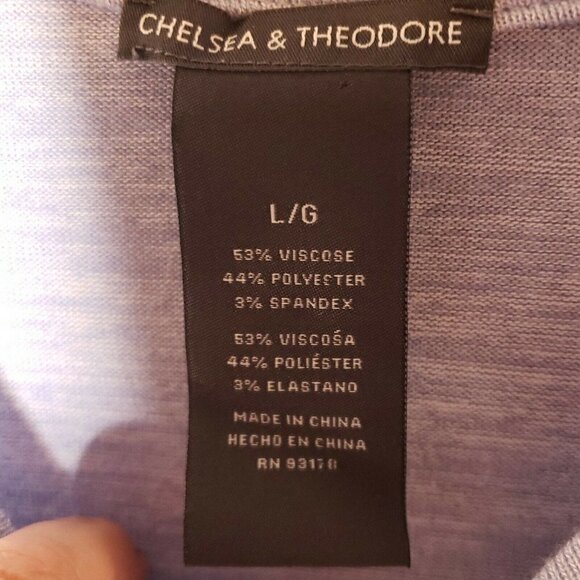 CHELSEA & THEODORE
L/G
53% VISCOSE
44% POLYESTER
3% SPANDEX
53% VISCOSA
44% POLIÉSTER
3% ELASTANO
MADE IN CHINA
HECHO EN CHINA
RN 93178